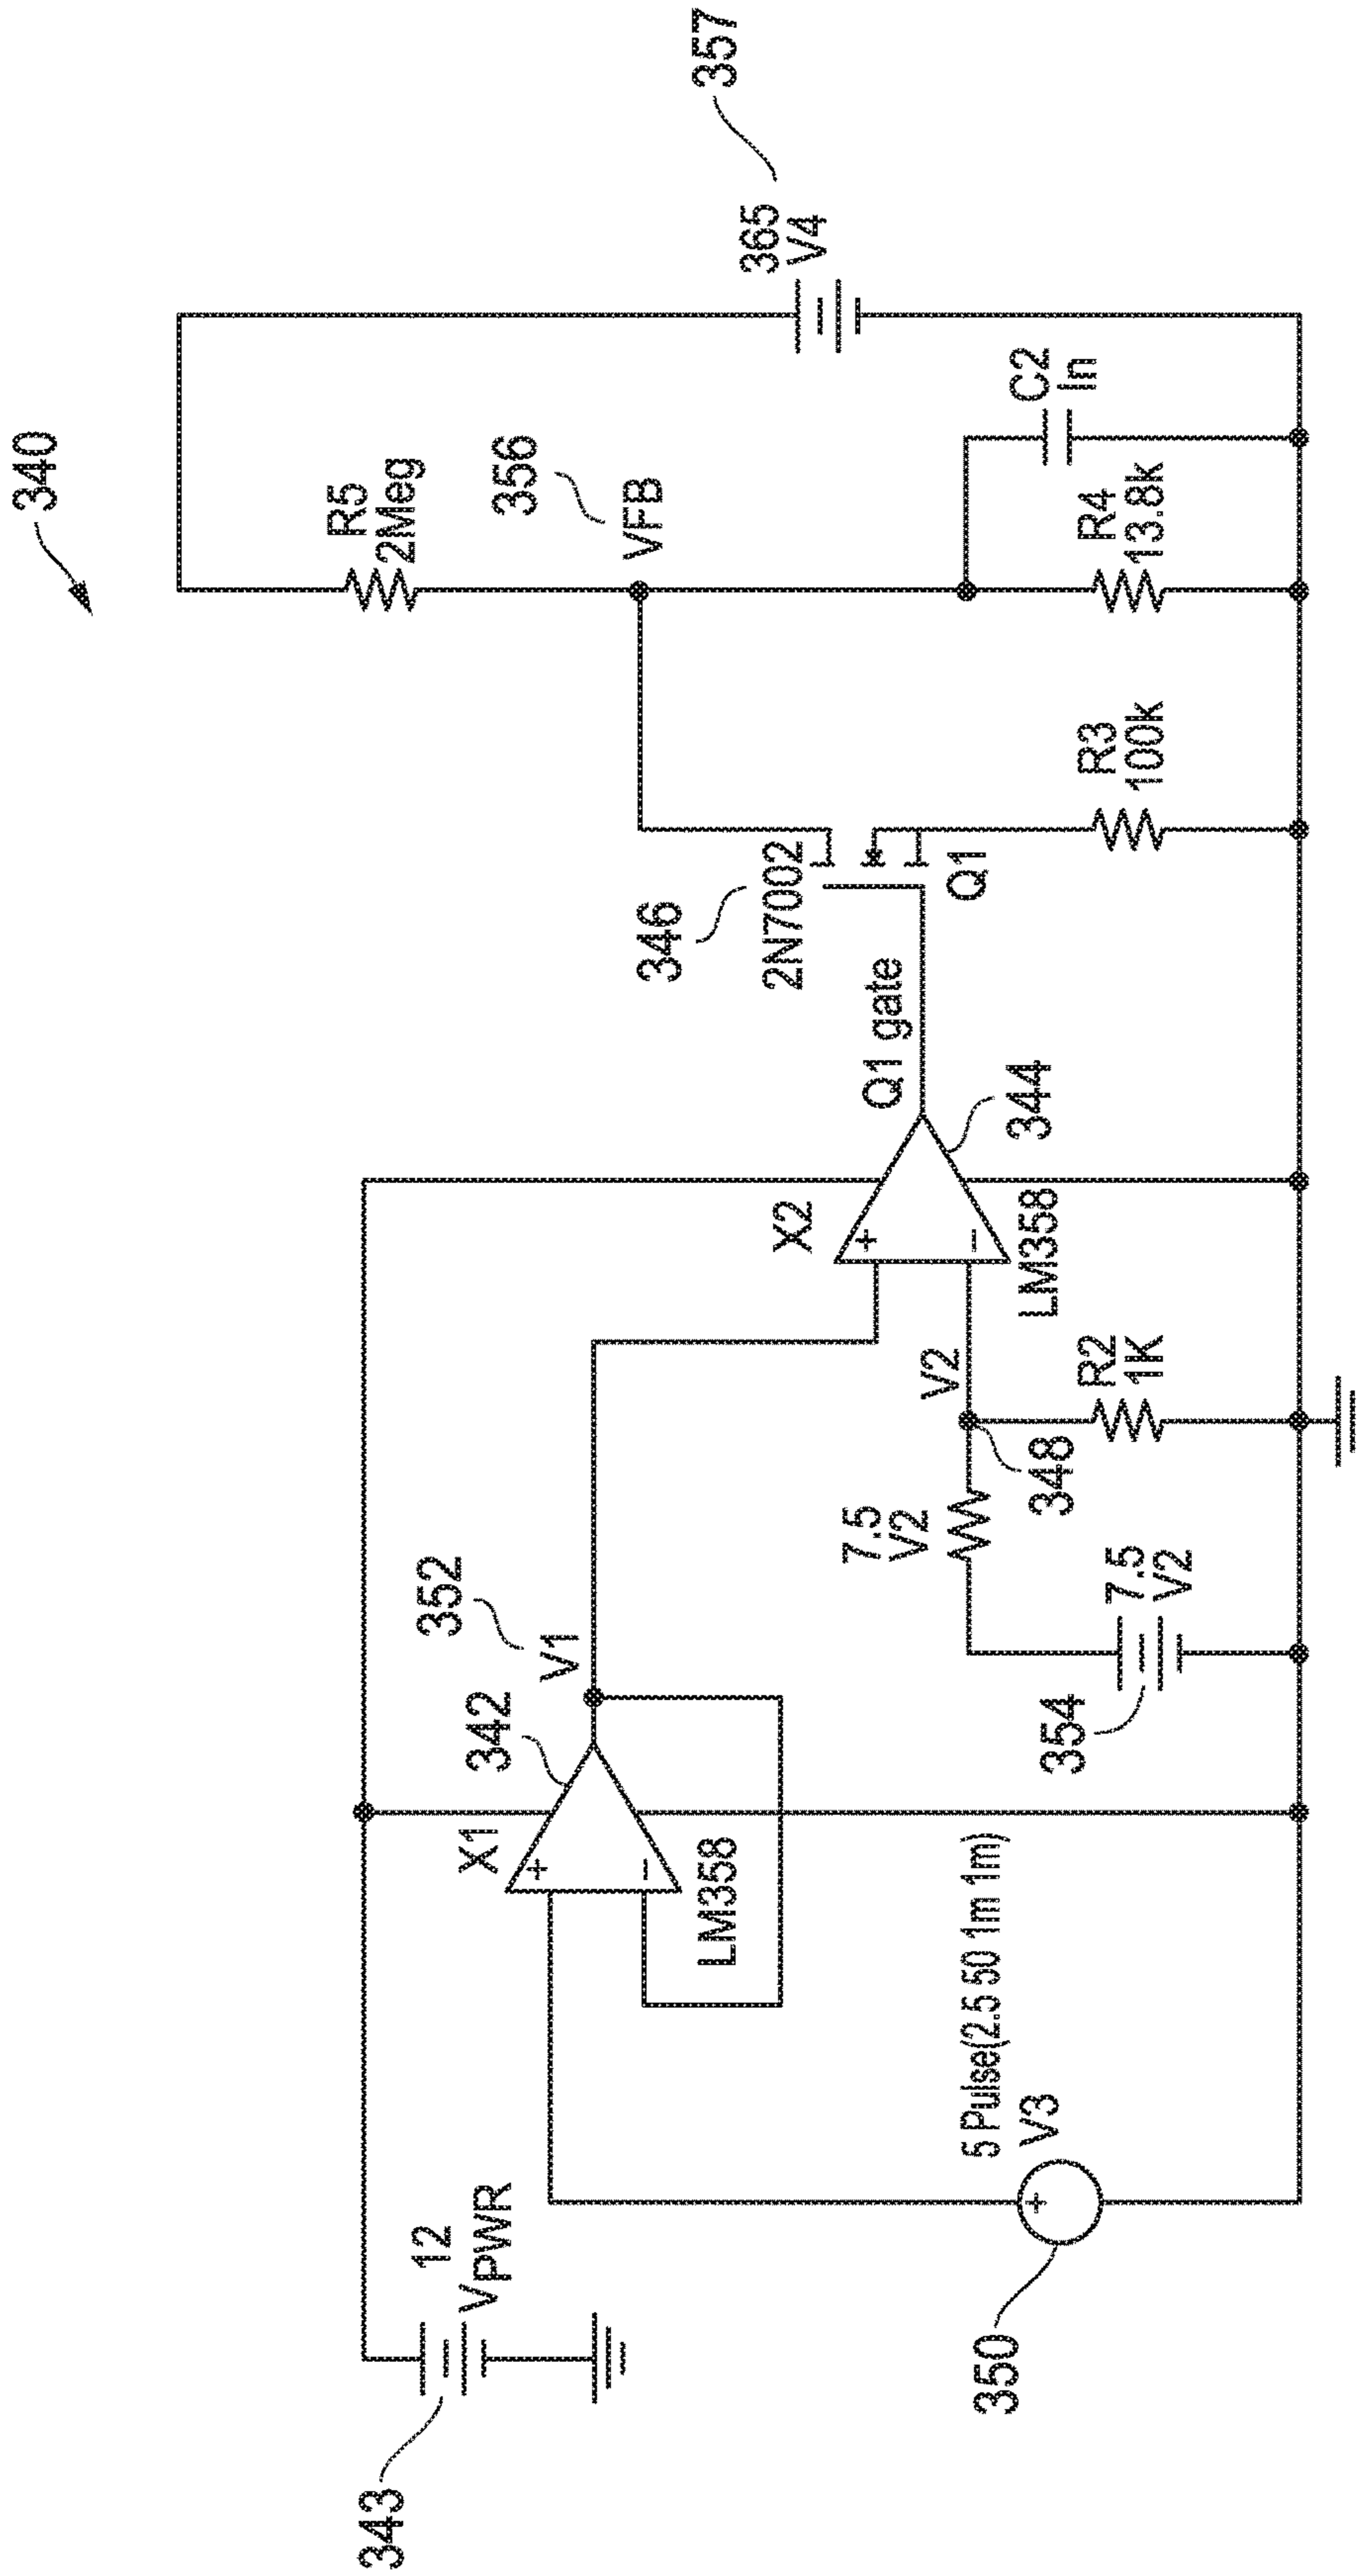 340
R5
2Meg
356
VFB
357
365
V4
C2
In
R4
13.8k
R3
100k
346
2N7002
Q1
Q1 gate
X2
+
−
344
LM358
V2
R2
1K
348
7.5
V2
7.5
V2
354
352
V1
342
X1
+
−
LM358
5 Pulse(2.5 50 1m 1m)
V3
+
350
12
VPWR
343